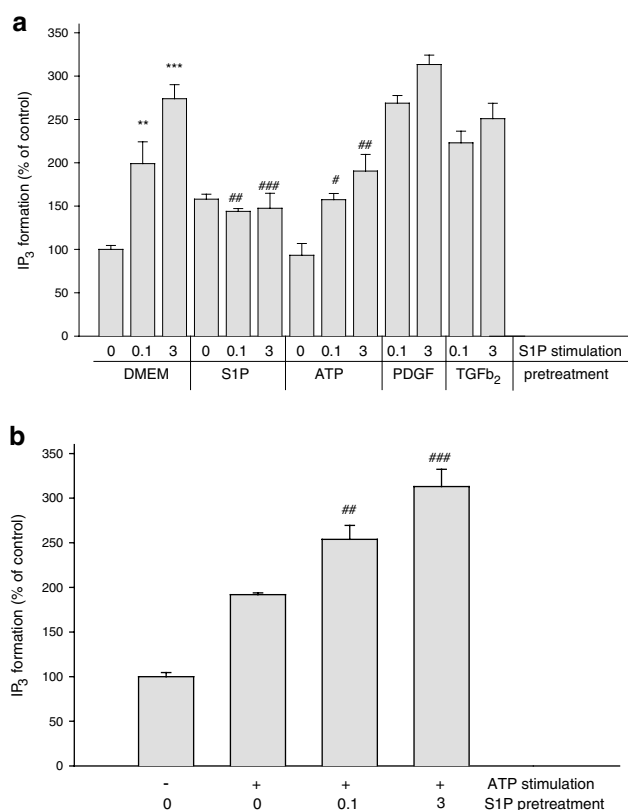 a
IP3 formation (% of control)
350
300
250
200
150
100
50
0
** *** ## ### # ##
0 0.1 3 0 0.1 3 0 0.1 3 0.1 3 0.1 3 S1P stimulation
DMEM S1P ATP PDGF TGFb2 pretreatment
b
IP3 formation (% of control)
350
300
250
200
150
100
50
0
## ###
- + + + ATP stimulation
0 0 0.1 3 S1P pretreatment